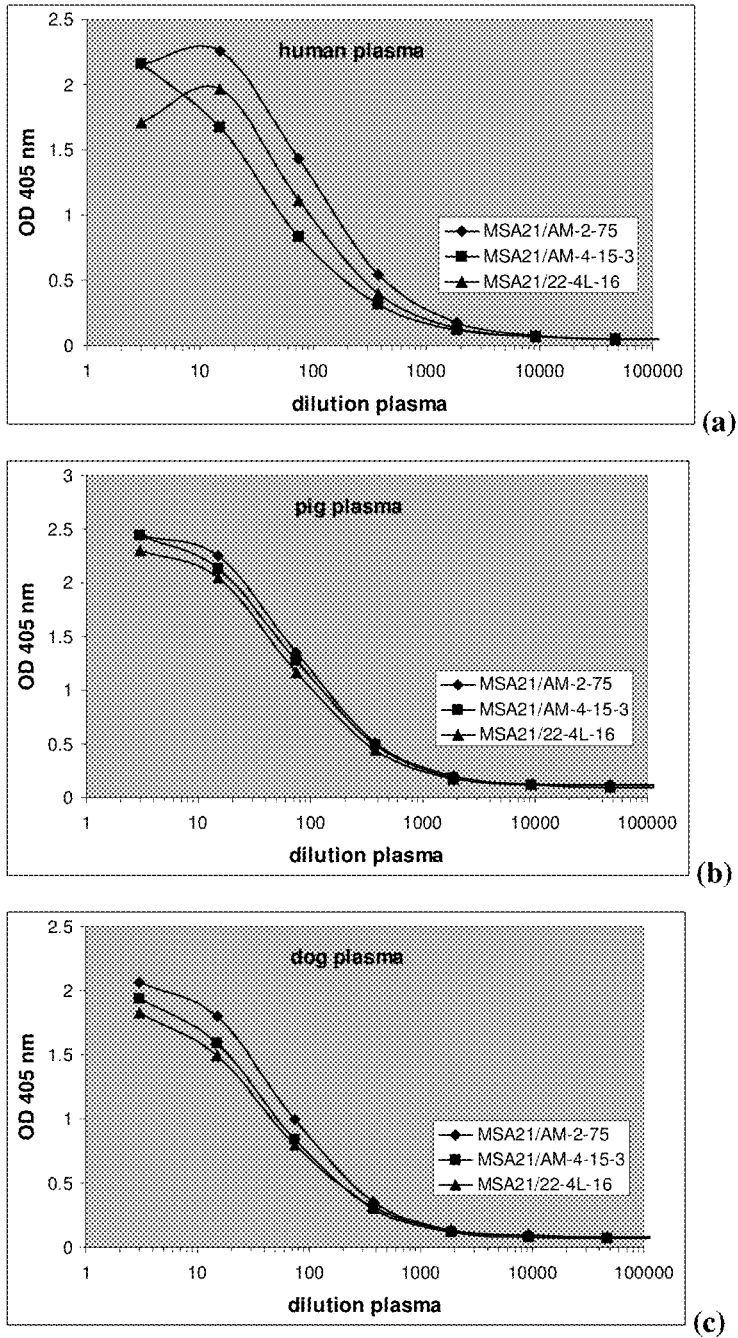 human plasma
OD 405 nm
2.5
2
1.5
1
0.5
0
MSA21/AM-2-75
MSA21/AM-4-15-3
MSA21/22-4L-16
1 10 100 1000 10000 100000
dilution plasma
(a)
pig plasma
OD 405 nm
3
2.5
2
1.5
1
0.5
0
MSA21/AM-2-75
MSA21/AM-4-15-3
MSA21/22-4L-16
1 10 100 1000 10000 100000
dilution plasma
(b)
dog plasma
OD 405 nm
2.5
2
1.5
1
0.5
0
MSA21/AM-2-75
MSA21/AM-4-15-3
MSA21/22-4L-16
1 10 100 1000 10000 100000
dilution plasma
(c)